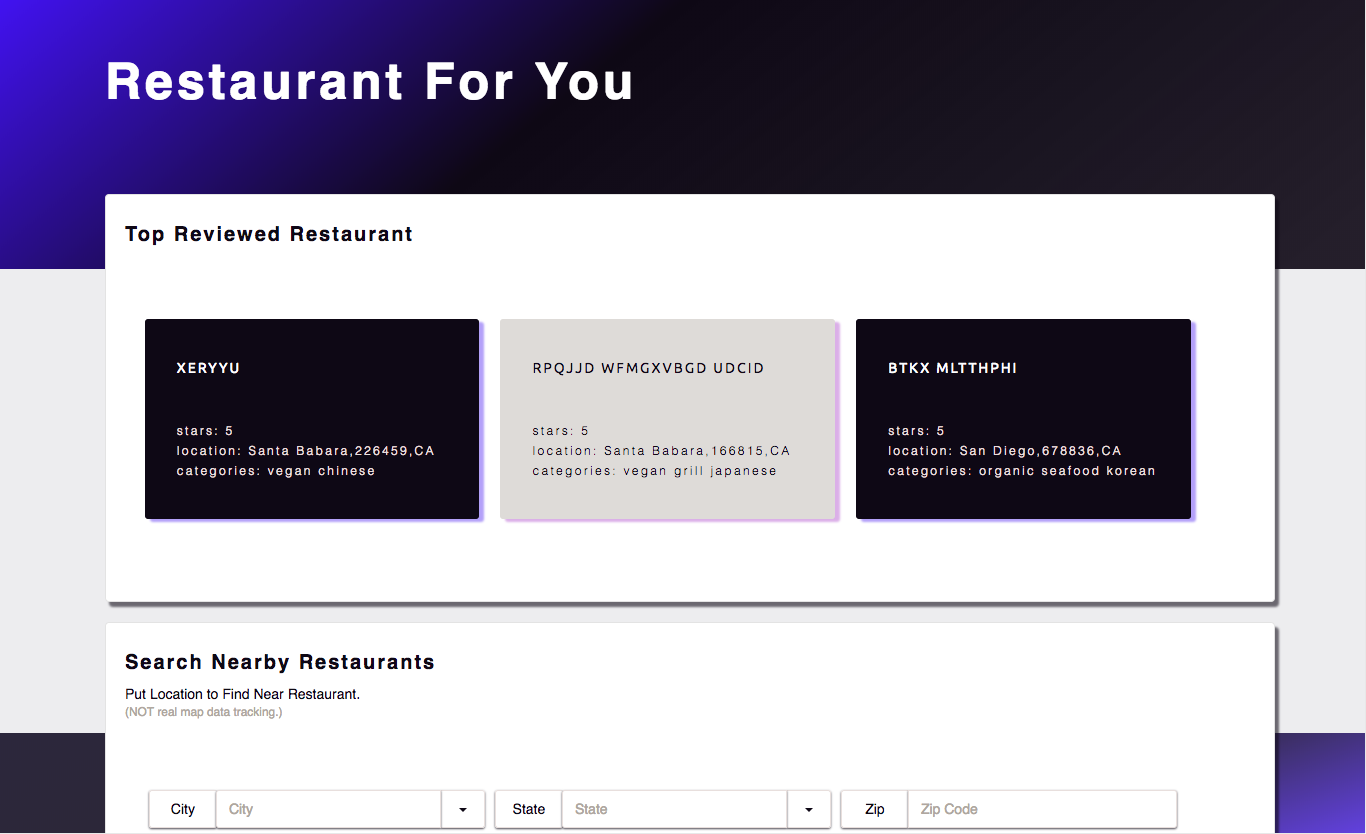 Restaurant For You
Top Reviewed Restaurant
XERYYU
stars: 5
location: Santa Babara,226459,CA
categories: vegan chinese
RPQJJD WFMGXVBGD UDCID
stars: 5
location: Santa Babara,166815,CA
categories: vegan grill japanese
BTKX MLTTHPHI
stars: 5
location: San Diego,678836,CA
categories: organic seafood korean
Search Nearby Restaurants
Put Location to Find Near Restaurant.
(NOT real map data tracking.)
City City State State Zip Zip Code